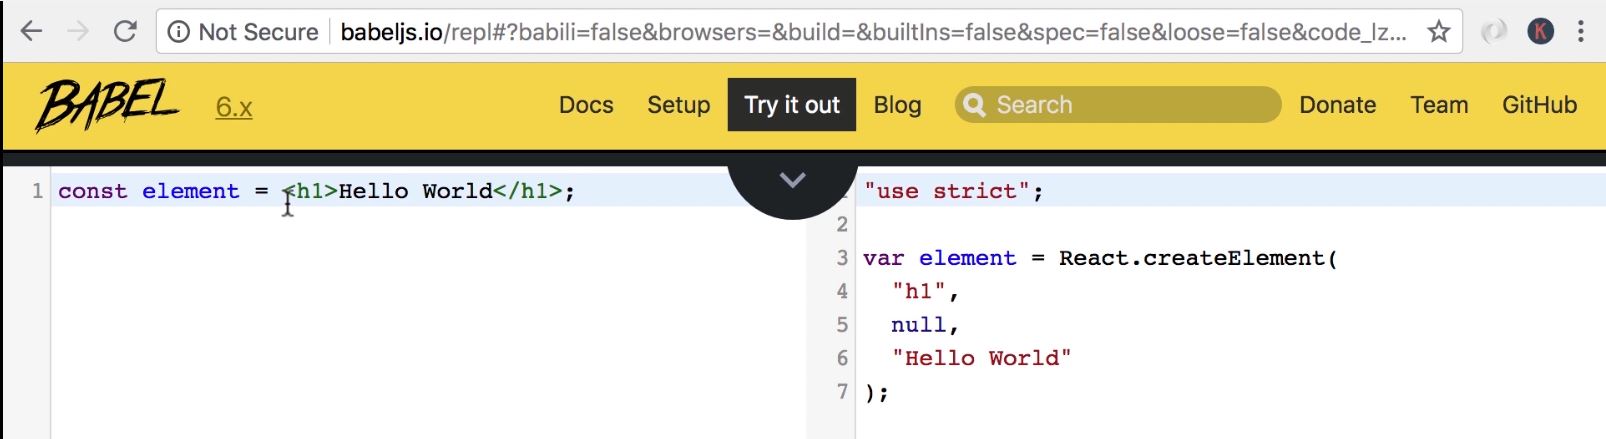 Not Secure babeljs.io/repl#?babili=false&browsers=&build=&builtIns=false&spec=false&loose=false&code_lz... K
BABEL 6.x Docs Setup Try it out Blog Search Donate Team GitHub
1 const element = <h1>Hello World</h1>;
"use strict";
2
3 var element = React.createElement(
4 "h1",
5 null,
6 "Hello World"
7 );